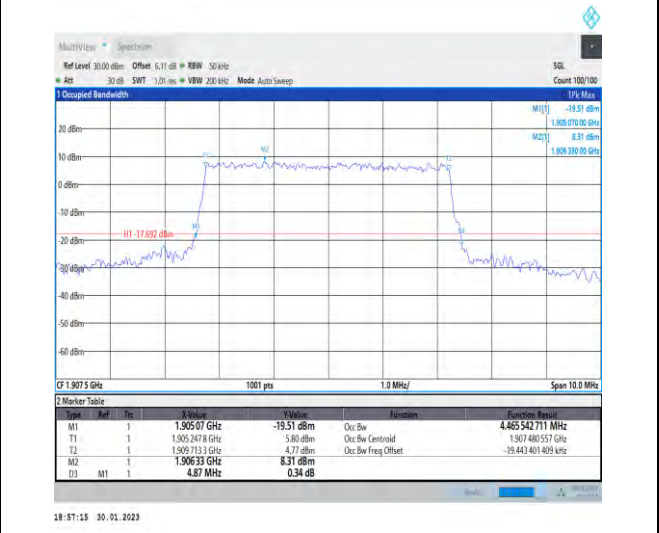 MultiView Spectrum
Ref Level 30.00 dBm Offset 6.11 dB RBW 50 kHz SGL
Att 30 dB SWT 1.01 ms VBW 200 kHz Mode Auto Sweep Count 100/100
1 Occupied Bandwidth 1Pk Max
M1[1] -19.51 dBm
1.905 070 00 GHz
M2[1] 8.31 dBm
1.906 330 00 GHz
20 dBm
M2
T1 T2
10 dBm
0 dBm
-10 dBm
H1 -17.692 dBm
M1
-20 dBm
-30 dBm
-40 dBm
-50 dBm
-60 dBm
CF 1.907 5 GHz 1001 pts 1.0 MHz/ Span 10.0 MHz
2 Marker Table
Type Ref Trc X-Value Y-Value Function Function Result
M1 1 1.905 07 GHz -19.51 dBm Occ Bw 4.465 542 711 MHz
T1 1 1.905 247 8 GHz 5.80 dBm Occ Bw Centroid 1.907 480 557 GHz
T2 1 1.909 713 3 GHz 4.77 dBm Occ Bw Freq Offset -19.443 401 409 kHz
M2 1 1.906 33 GHz 8.31 dBm
D3 M1 1 4.87 MHz 0.34 dB
18:57:15 30.01.2023